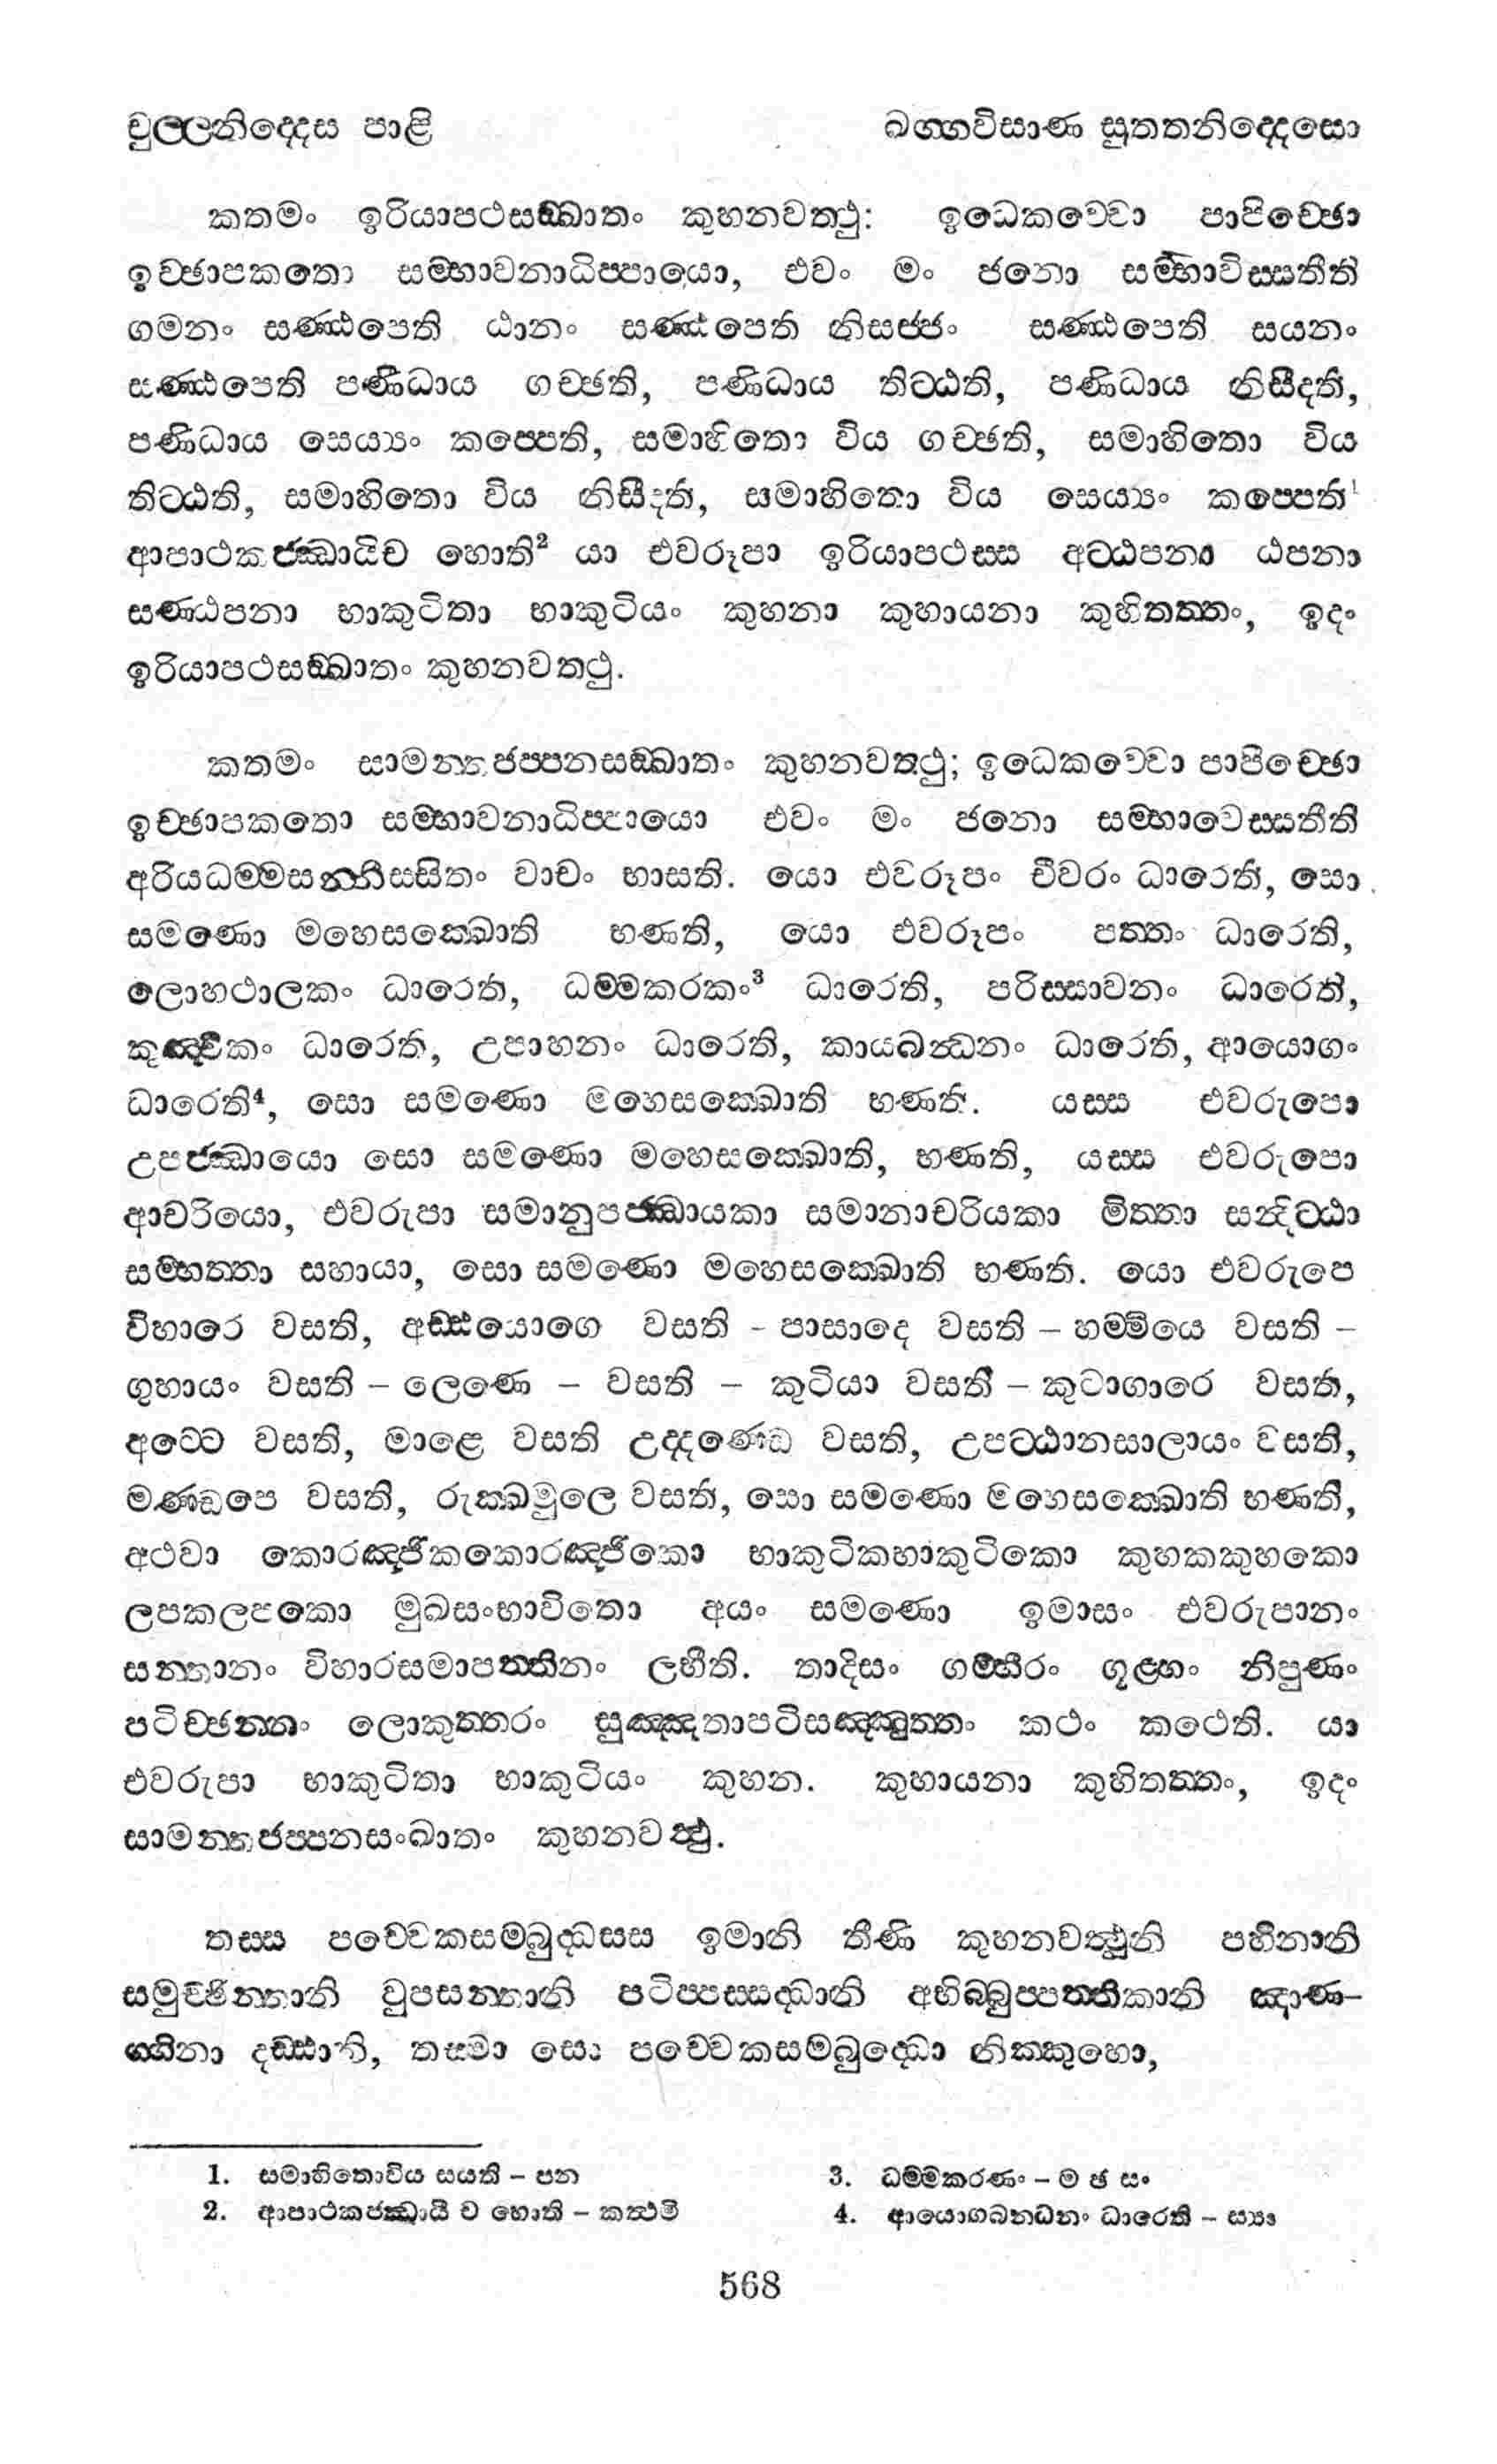 චුල්ලනිද්දෙස පාළි ඛග්ගවිසාණ සුත්තනිද්දෙසො
කතමං ඉරියාපථසඞ්ඛාතං කුහනවත්ථු: ඉධෙකච්චො පාපිච්ඡො
ඉච්ඡාපකතො සම්භාවනාධිප්පායො, එවං මං ජනො සම්භාවිස්සතීති
ගමනං සණ්ඨපෙති ඨානං සණ්ඨපෙති නිසජ්ජං සණ්ඨපෙති සයනං
සණ්ඨපෙති පණිධාය ගච්ඡති, පණිධාය තිට්ඨති, පණිධාය නිසීදති,
පණිධාය සෙය්‍යං කප්පෙති, සමාහිතො විය ගච්ඡති, සමාහිතො විය
තිට්ඨති, සමාහිතො විය නිසීදති, සමාහිතො විය සෙය්‍යං කප්පෙති¹
ආපාථකජ්ඣායිච හොති² යා එවරූපා ඉරියාපථස්ස අට්ඨපනා ඨපනා
සණ්ඨපනා භාකුටිතා භාකුටියං කුහනා කුහායනා කුහිතත්තං, ඉදං
ඉරියාපථසඞ්ඛාතං කුහනවත්ථු.
කතමං සාමන්තජප්පනසඞ්ඛාතං කුහනවත්ථු; ඉධෙකච්චො පාපිච්ඡො
ඉච්ඡාපකතො සම්භාවනාධිප්පායො එවං මං ජනො සම්භාවෙස්සතීති
අරියධම්මසන්නිස්සිතං වාචං භාසති. යො එවරූපං චීවරං ධාරෙති, සො
සමණො මහෙසක්ඛොති භණති, යො එවරූපං පත්තං ධාරෙති,
ලොහථාලකං ධාරෙති, ධම්මකරකං³ ධාරෙති, පරිස්සාවනං ධාරෙති,
කුඤ්චිකං ධාරෙති, උපාහනං ධාරෙති, කායබන්ධනං ධාරෙති, ආයොගං
ධාරෙති⁴, සො සමණො මහෙසක්ඛොති භණති. යස්ස එවරුපො
උපජ්ඣායො සො සමණො මහෙසක්ඛොති, භණති, යස්ස එවරුපො
ආචරියො, එවරුපා සමානුපජ්ඣායකා සමානාචරියකා මිත්තා සන්දිට්ඨා
සම්භත්තා සහායා, සො සමණො මහෙසක්ඛොති භණති. යො එවරුපෙ
විහාරෙ වසති, අඩ්ඪයොගෙ වසති - පාසාදෙ වසති – හම්මියෙ වසති –
ගුහායං වසති – ලෙණෙ – වසති – කුටියා වසති – කුටාගාරෙ වසති,
අට්ටෙ වසති, මාළෙ වසති උද්දණ්ඩෙ වසති, උපට්ඨානසාලායං වසති,
මණ්ඩපෙ වසති, රුක්ඛමුලෙ වසති, සො සමණො මහෙසක්ඛොති භණති,
අථවා කොරඤ්ජිකකොරඤ්ජිකො භාකුටිකභාකුටිකො කුහකකුහකො
ලපකලපකො මුඛසංභාවිතො අයං සමණො ඉමාසං එවරුපානං
සන්තානං විහාරසමාපත්තිනං ලභීති. තාදිසං ගම්භීරං ගූළ්හං නිපුණං
පටිච්ඡන්නං ලොකුත්තරං සුඤ්ඤතාපටිසඤ්ඤුත්තං කථං කථෙති. යා
එවරුපා භාකුටිතා භාකුටියං කුහන. කුහායනා කුහිතත්තං, ඉදං
සාමන්තජප්පනසංඛාතං කුහනවත්ථු.
තස්ස පච්චෙකසම්බුද්ධසස ඉමානි තීණි කුහනවත්ථුනි පහිනානි
සමුච්ඡින්නානි වූපසන්තානි පටිප්පස්සද්ධානි අභිබ්බුප්පත්තිකානි ඤාණ–
ග්ගිනා දඩ්ඪානි, තස්මා සො පච්චෙකසම්බුද්ධො නික්කුහො,
1. සමාහිතොවිය සයති – පන
2. ආපාථකජ්ඣායී ච හොති – කත්ථචි
3. ධම්මකරණං – ම ඡ සං
4. ආයොගබන්ධනං ධාරෙති – ස්‍යා
568